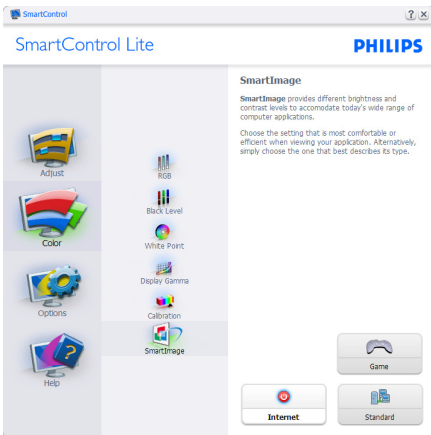 SmartControl
SmartControl Lite
PHILIPS
Adjust
Color
Options
Help
RGB
Black Level
White Point
Display Gamma
Calibration
SmartImage
SmartImage
SmartImage provides different brightness and
contrast levels to accomodate today's wide range of
computer applications.
Choose the setting that is most comfortable or
efficient when viewing your application. Alternatively,
simply choose the one that best describes its type.
Game
Internet
Standard